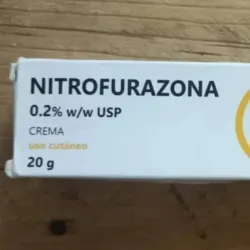 NITROFURAZONA
0.2% w/w USP
CREMA
uso cutáneo
20 g